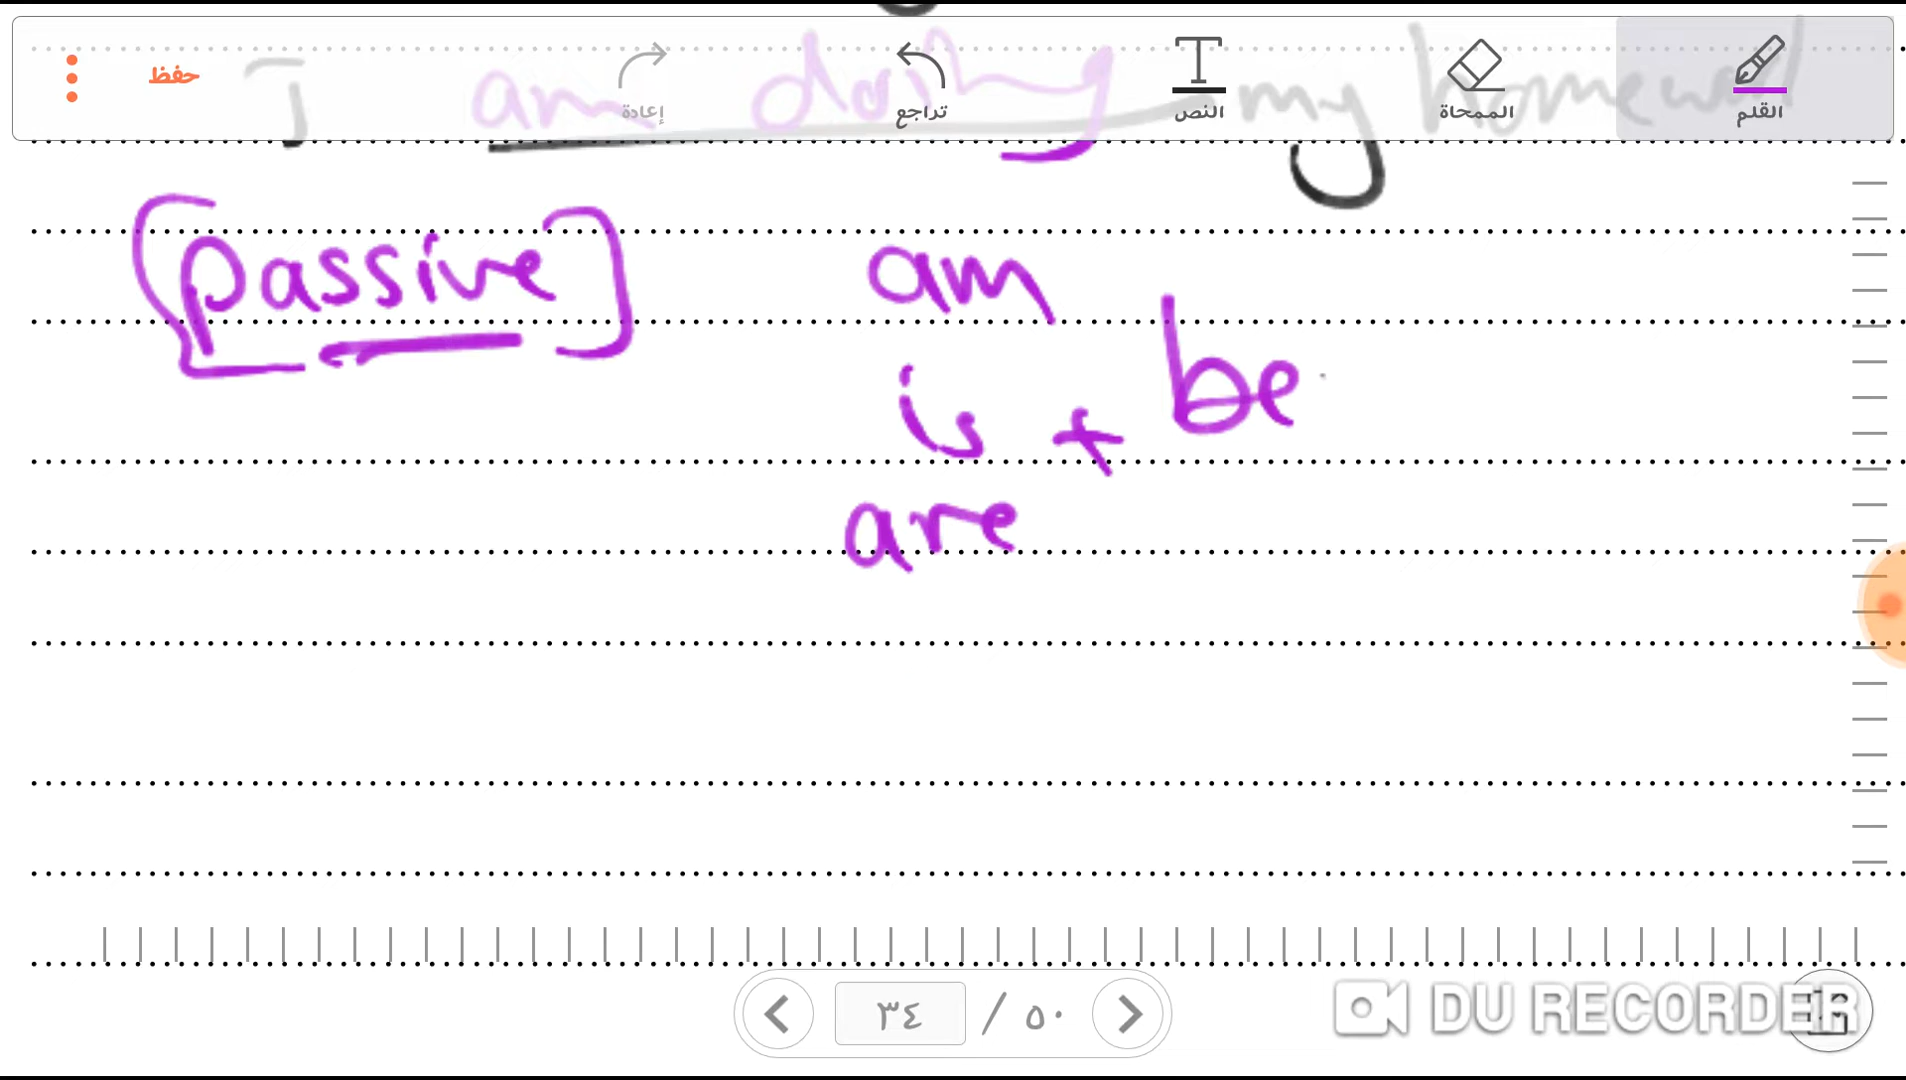 حفظ إعادة تراجع النص الممحاة القلم
I am doing my homework
[passive] am
is + be
are
٣٤ / ٥٠
DU RECORDER